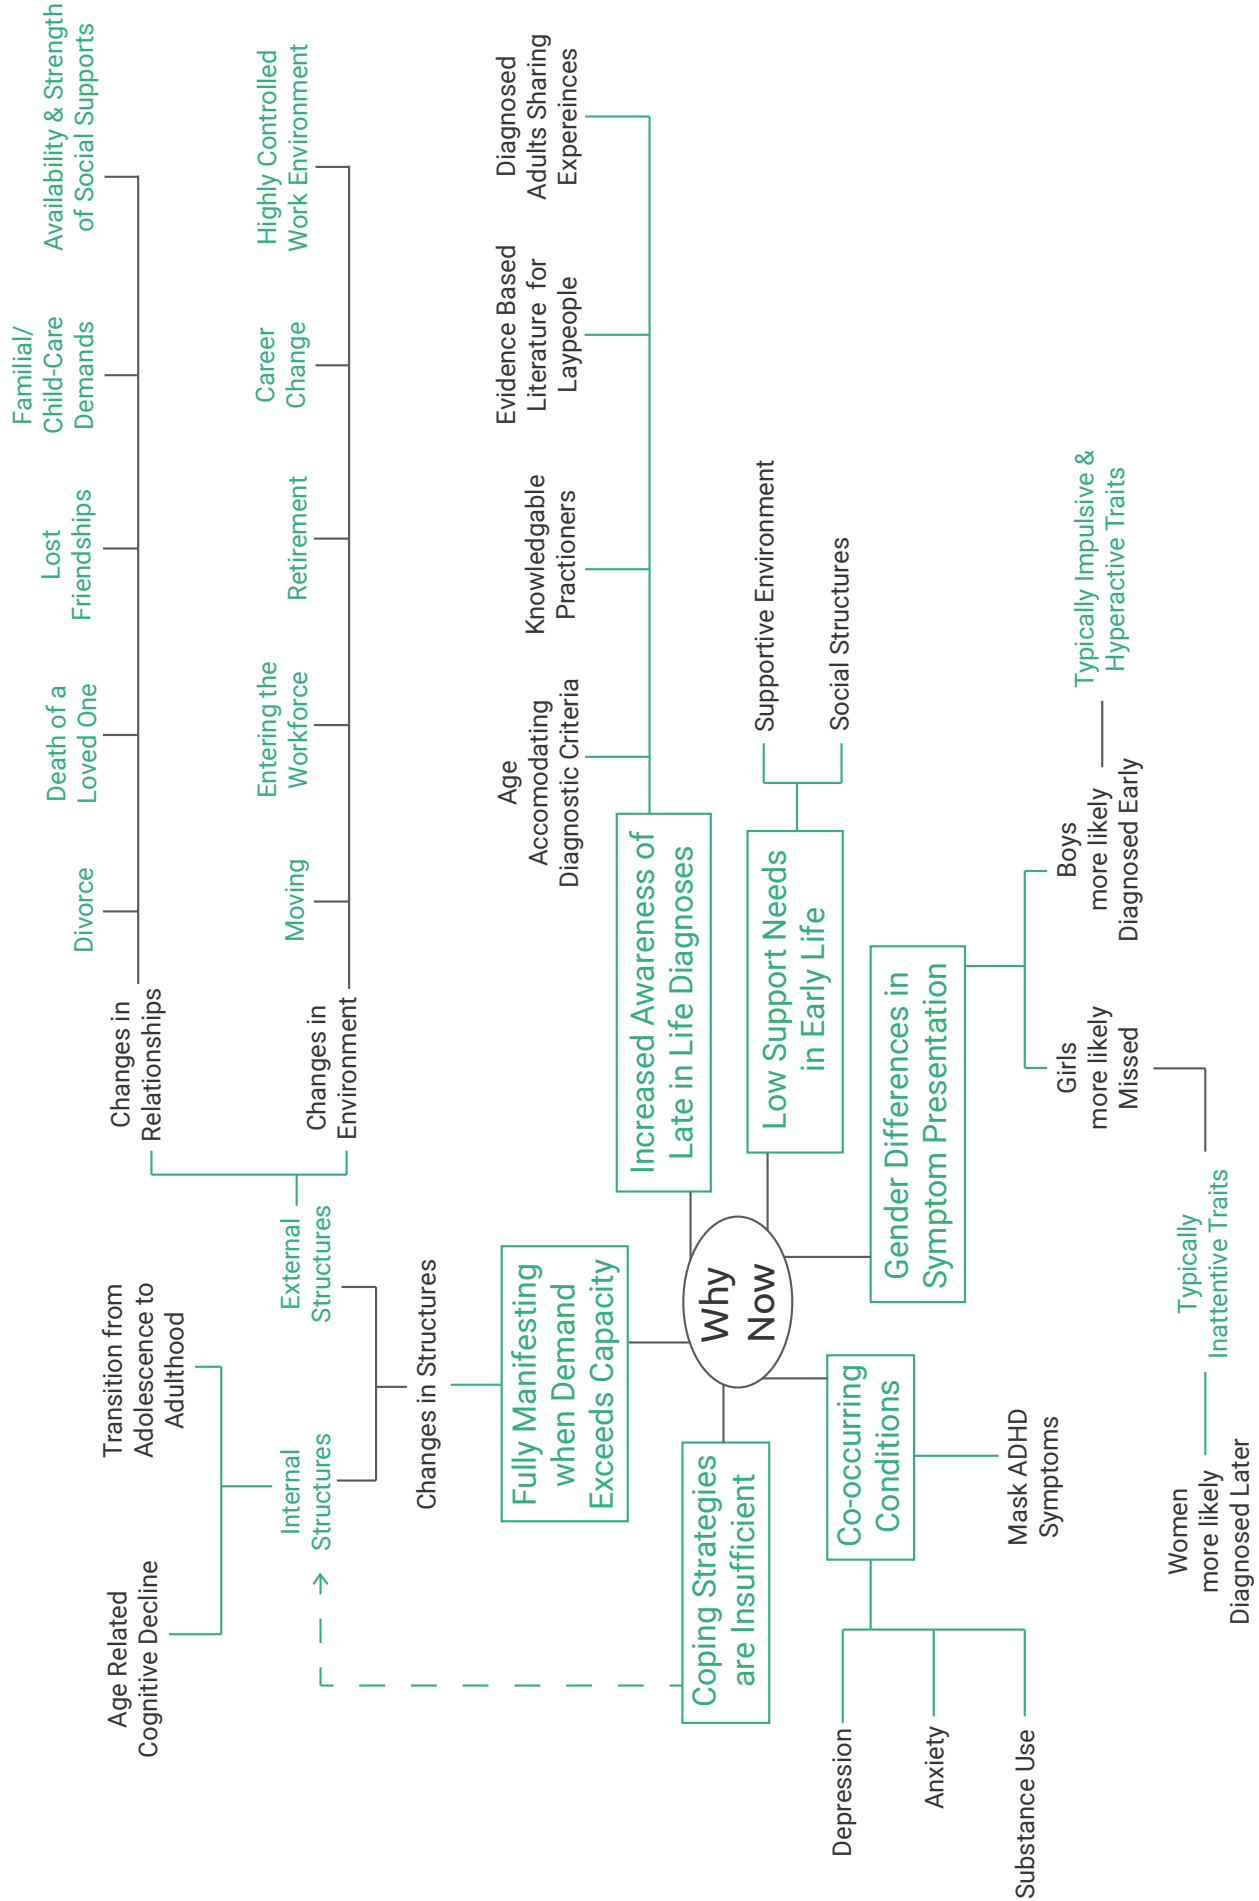 Age Related
Cognitive Decline
Transition from
Adolescence to
Adulthood
Internal
Structures
External
Structures
Changes in Structures
Changes in
Relationships
Divorce
Death of a
Loved One
Lost
Friendships
Familial/
Child-Care
Demands
Availability & Strength
of Social Supports
Changes in
Environment
Moving
Entering the
Workforce
Retirement
Career
Change
Highly Controlled
Work Environment
Fully Manifesting
when Demand
Exceeds Capacity
Increased Awareness of
Late in Life Diagnoses
Age
Accomodating
Diagnostic Criteria
Knowledgable
Practioners
Evidence Based
Literature for
Laypeople
Diagnosed
Adults Sharing
Expereinces
Why
Now
Coping Strategies
are Insufficient
Low Support Needs
in Early Life
Supportive Environment
Social Structures
Co-occurring
Conditions
Depression
Anxiety
Substance Use
Mask ADHD
Symptoms
Gender Differences in
Symptom Presentation
Girls
more likely
Missed
Boys
more likely
Diagnosed Early
Typically Impulsive &
Hyperactive Traits
Typically
Inattentive Traits
Women
more likely
Diagnosed Later